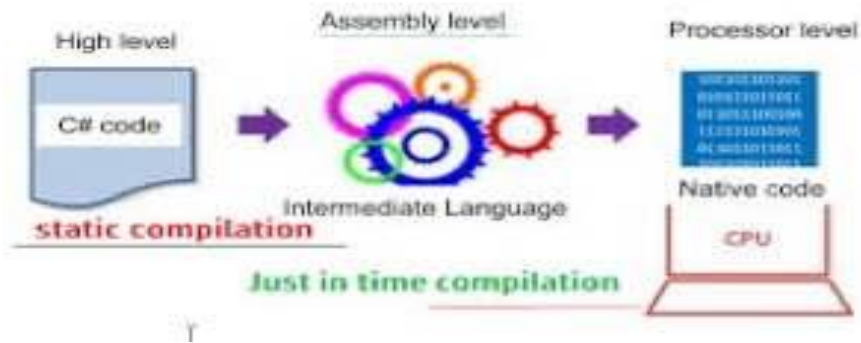 High level
Assembly level
Processor level
C# code
Intermediate Language
Native code
static compilation
CPU
Just in time compilation